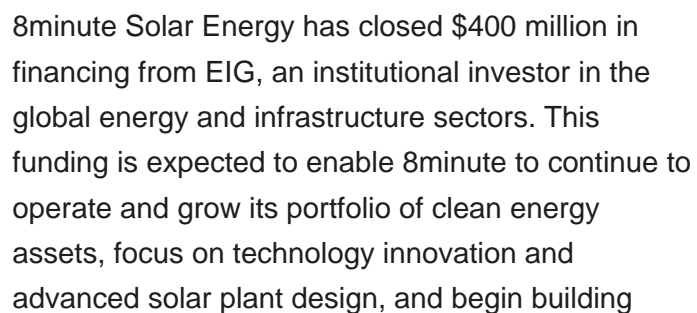 8minute Solar Energy has closed $400 million in
financing from EIG, an institutional investor in the
global energy and infrastructure sectors. This
funding is expected to enable 8minute to continue to
operate and grow its portfolio of clean energy
assets, focus on technology innovation and
advanced solar plant design, and begin building